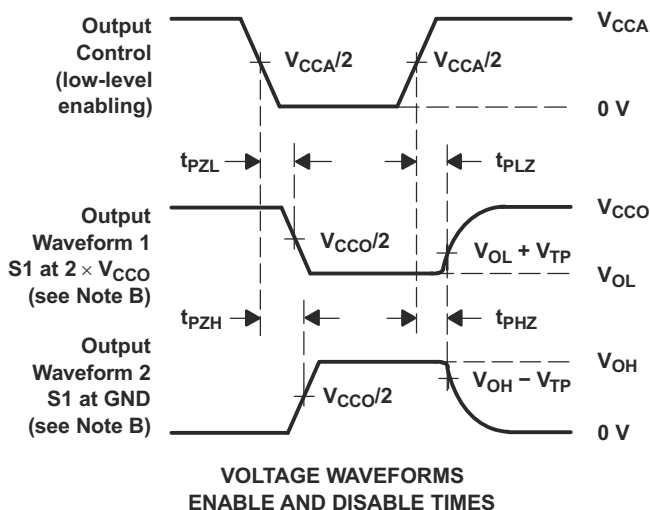 Output
Control
(low-level
enabling)
V_CCA/2
V_CCA/2
V_CCA
0 V
t_PZL
t_PLZ
Output
Waveform 1
S1 at 2 × V_CCO
(see Note B)
V_CCO/2
V_CCO
V_OL + V_TP
V_OL
t_PZH
t_PHZ
Output
Waveform 2
S1 at GND
(see Note B)
V_CCO/2
V_OH
V_OH − V_TP
0 V
VOLTAGE WAVEFORMS
ENABLE AND DISABLE TIMES